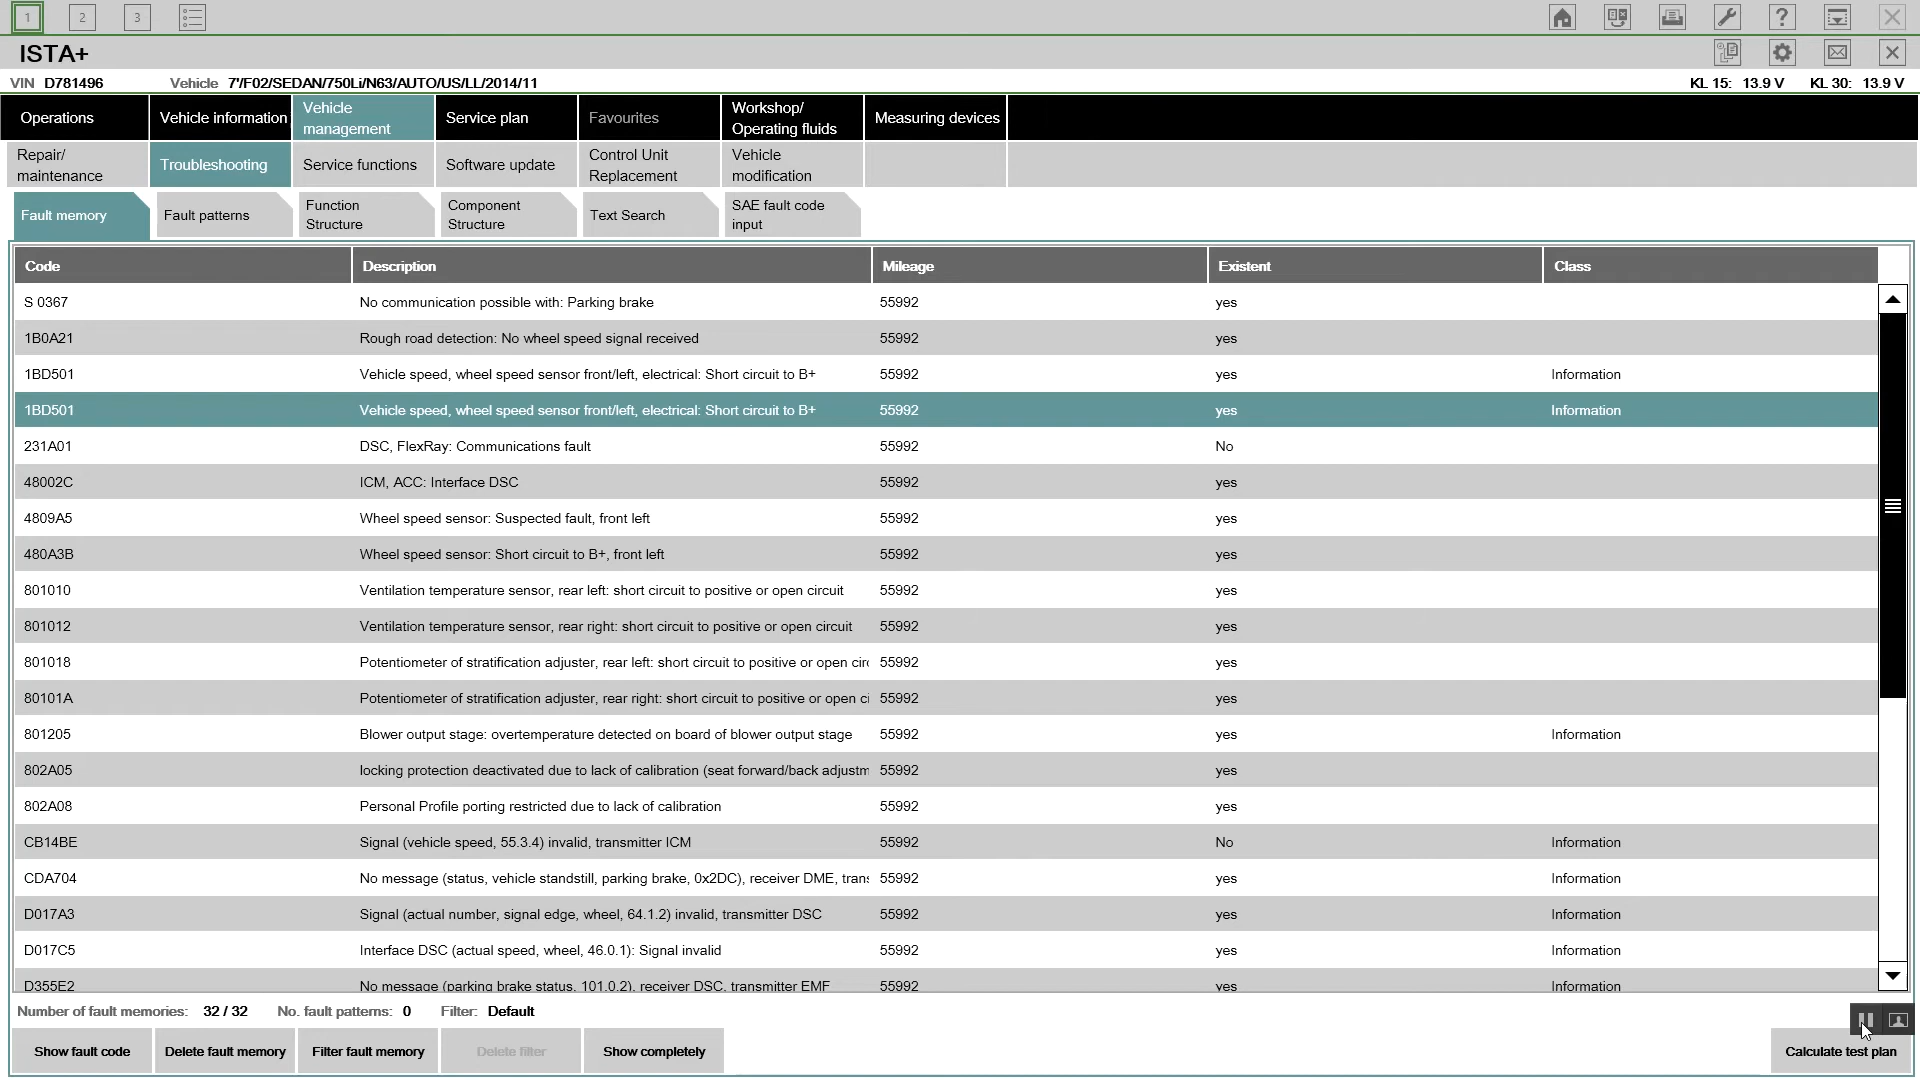 1 2 3
ISTA+
VIN D781496 Vehicle 7'/F02/SEDAN/750Li/N63/AUTO/US/LL/2014/11 KL 15: 13.9 V KL 30: 13.9 V
Operations Vehicle information Vehicle management Service plan Favourites Workshop/ Operating fluids Measuring devices
Repair/ maintenance Troubleshooting Service functions Software update Control Unit Replacement Vehicle modification
Fault memory Fault patterns Function Structure Component Structure Text Search SAE fault code input
Code Description Mileage Existent Class
S 0367 No communication possible with: Parking brake 55992 yes
1B0A21 Rough road detection: No wheel speed signal received 55992 yes
1BD501 Vehicle speed, wheel speed sensor front/left, electrical: Short circuit to B+ 55992 yes Information
1BD501 Vehicle speed, wheel speed sensor front/left, electrical: Short circuit to B+ 55992 yes Information
231A01 DSC, FlexRay: Communications fault 55992 No
48002C ICM, ACC: Interface DSC 55992 yes
4809A5 Wheel speed sensor: Suspected fault, front left 55992 yes
480A3B Wheel speed sensor: Short circuit to B+, front left 55992 yes
801010 Ventilation temperature sensor, rear left: short circuit to positive or open circuit 55992 yes
801012 Ventilation temperature sensor, rear right: short circuit to positive or open circuit 55992 yes
801018 Potentiometer of stratification adjuster, rear left: short circuit to positive or open circ 55992 yes
80101A Potentiometer of stratification adjuster, rear right: short circuit to positive or open ci 55992 yes
801205 Blower output stage: overtemperature detected on board of blower output stage 55992 yes Information
802A05 locking protection deactivated due to lack of calibration (seat forward/back adjustm 55992 yes
802A08 Personal Profile porting restricted due to lack of calibration 55992 yes
CB14BE Signal (vehicle speed, 55.3.4) invalid, transmitter ICM 55992 No Information
CDA704 No message (status, vehicle standstill, parking brake, 0x2DC), receiver DME, trans 55992 yes Information
D017A3 Signal (actual number, signal edge, wheel, 64.1.2) invalid, transmitter DSC 55992 yes Information
D017C5 Interface DSC (actual speed, wheel, 46.0.1): Signal invalid 55992 yes Information
D355E2 No message (parking brake status, 101.0.2), receiver DSC, transmitter EMF 55992 yes Information
Number of fault memories: 32 / 32 No. fault patterns: 0 Filter: Default
Show fault code Delete fault memory Filter fault memory Delete filter Show completely Calculate test plan